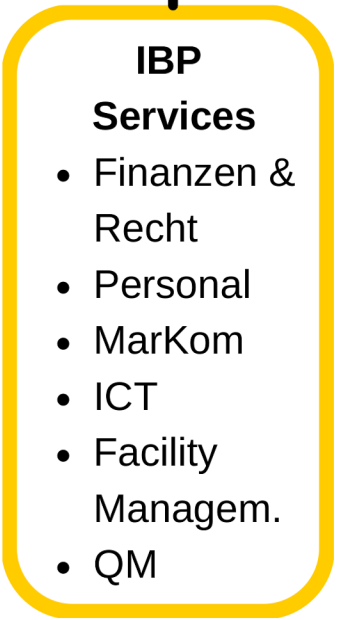 IBP
Services
• Finanzen &
Recht
• Personal
• MarKom
• ICT
• Facility
Managem.
• QM